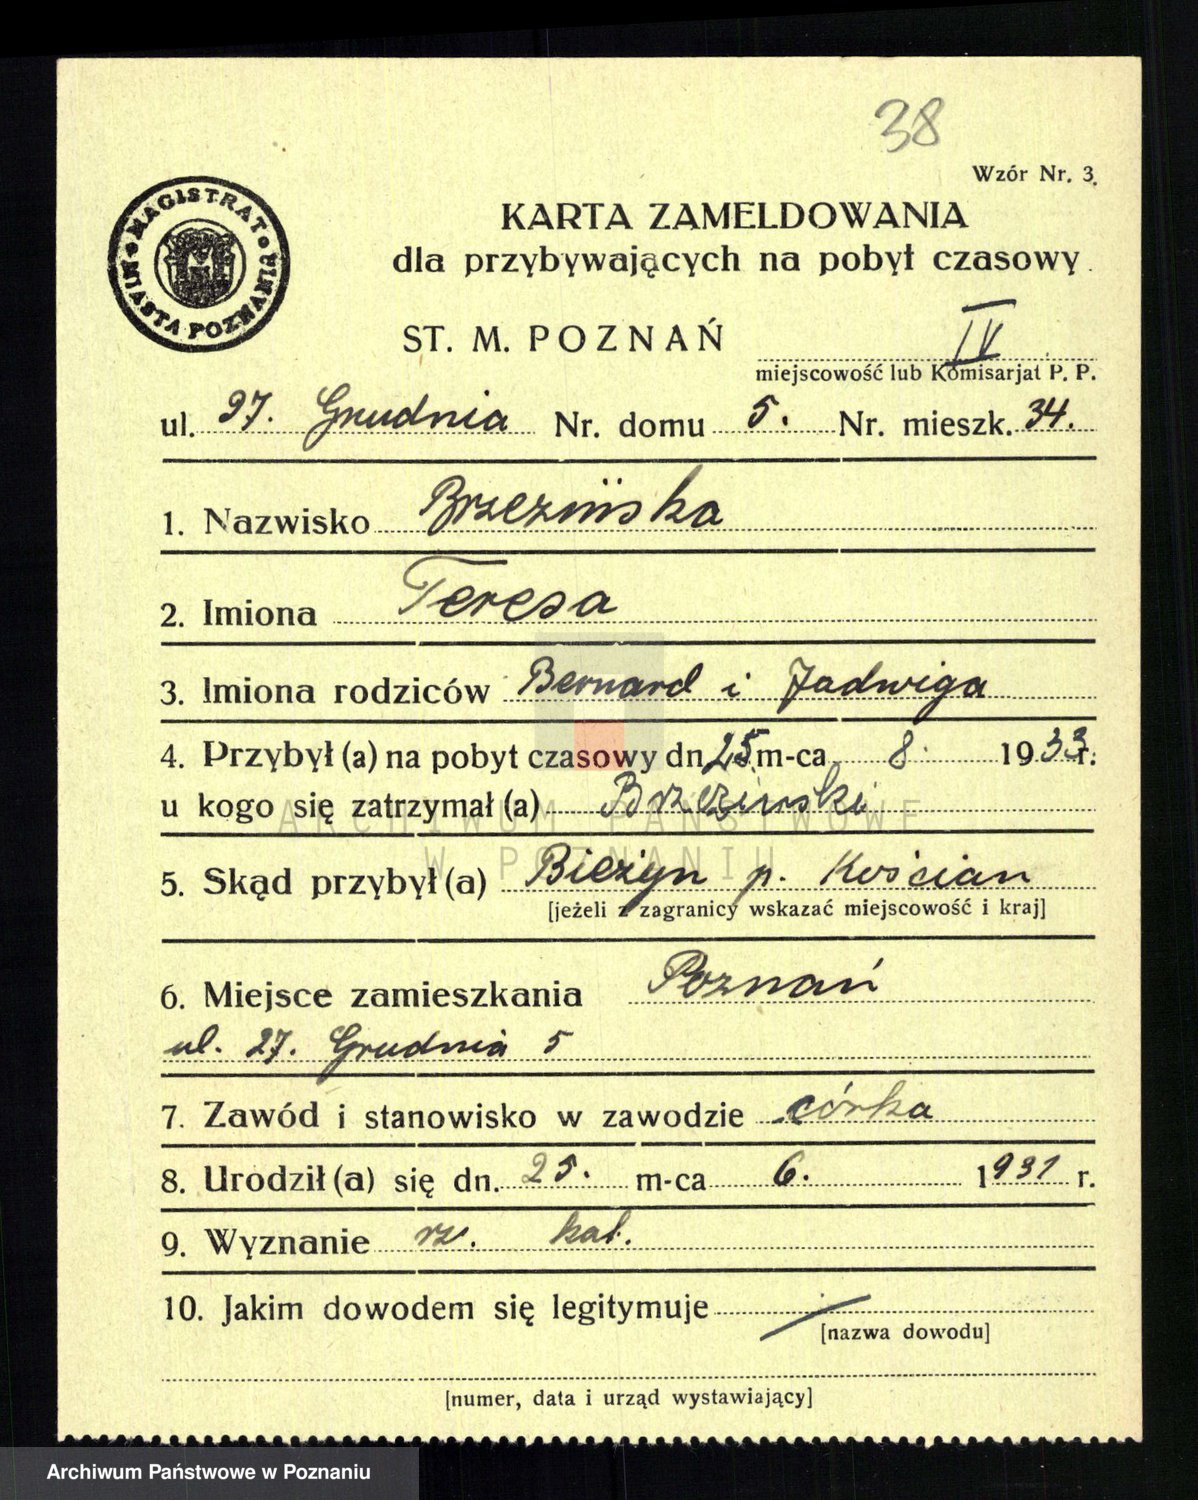 38
Wzór Nr. 3.
MAGISTRAT MIASTA POZNANIA
KARTA ZAMELDOWANIA
dla przybywających na pobyt czasowy.
ST. M. POZNAŃ IV
miejscowość lub Komisarjat P. P.
ul. 27. Grudnia Nr. domu 5. Nr. mieszk. 34.
1. Nazwisko Brzezińska
2. Imiona Teresa
3. Imiona rodziców Bernard i Jadwiga
4. Przybył (a) na pobyt czasowy dn 25. m-ca 8. 1933 r.
u kogo się zatrzymał (a) Brzezinski
ARCHIWUM PAŃSTWOWE
W POZNANIU
5. Skąd przybył (a) Bieżyn p. Kościan
[jeżeli z zagranicy wskazać miejscowość i kraj]
6. Miejsce zamieszkania Poznań
ul. 27. Grudnia 5
7. Zawód i stanowisko w zawodzie córka
8. Urodził (a) się dn. 25. m-ca 6. 1931 r.
9. Wyznanie rz. kat.
10. Jakim dowodem się legitymuje
[nazwa dowodu]
[numer, data i urząd wystawiający]
Archiwum Państwowe w Poznaniu